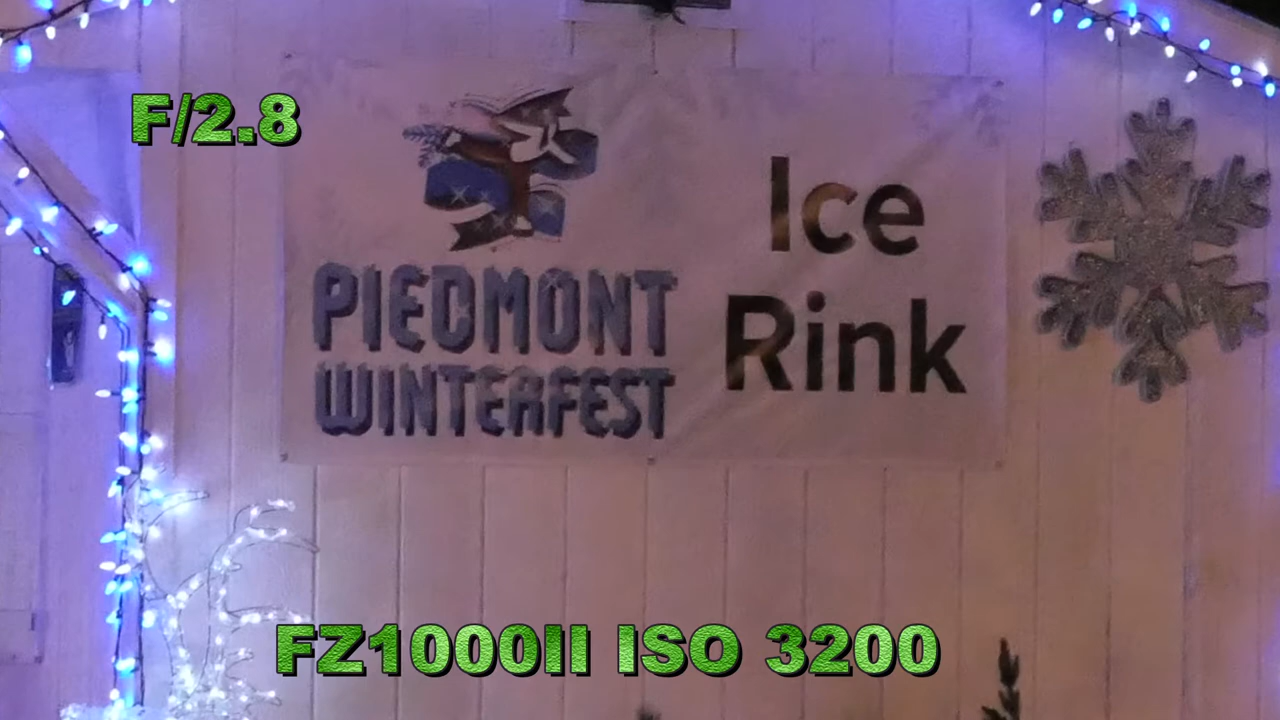 F/2.8
Ice
Rink
PIEDMONT
WINTERFEST
FZ1000II ISO 3200